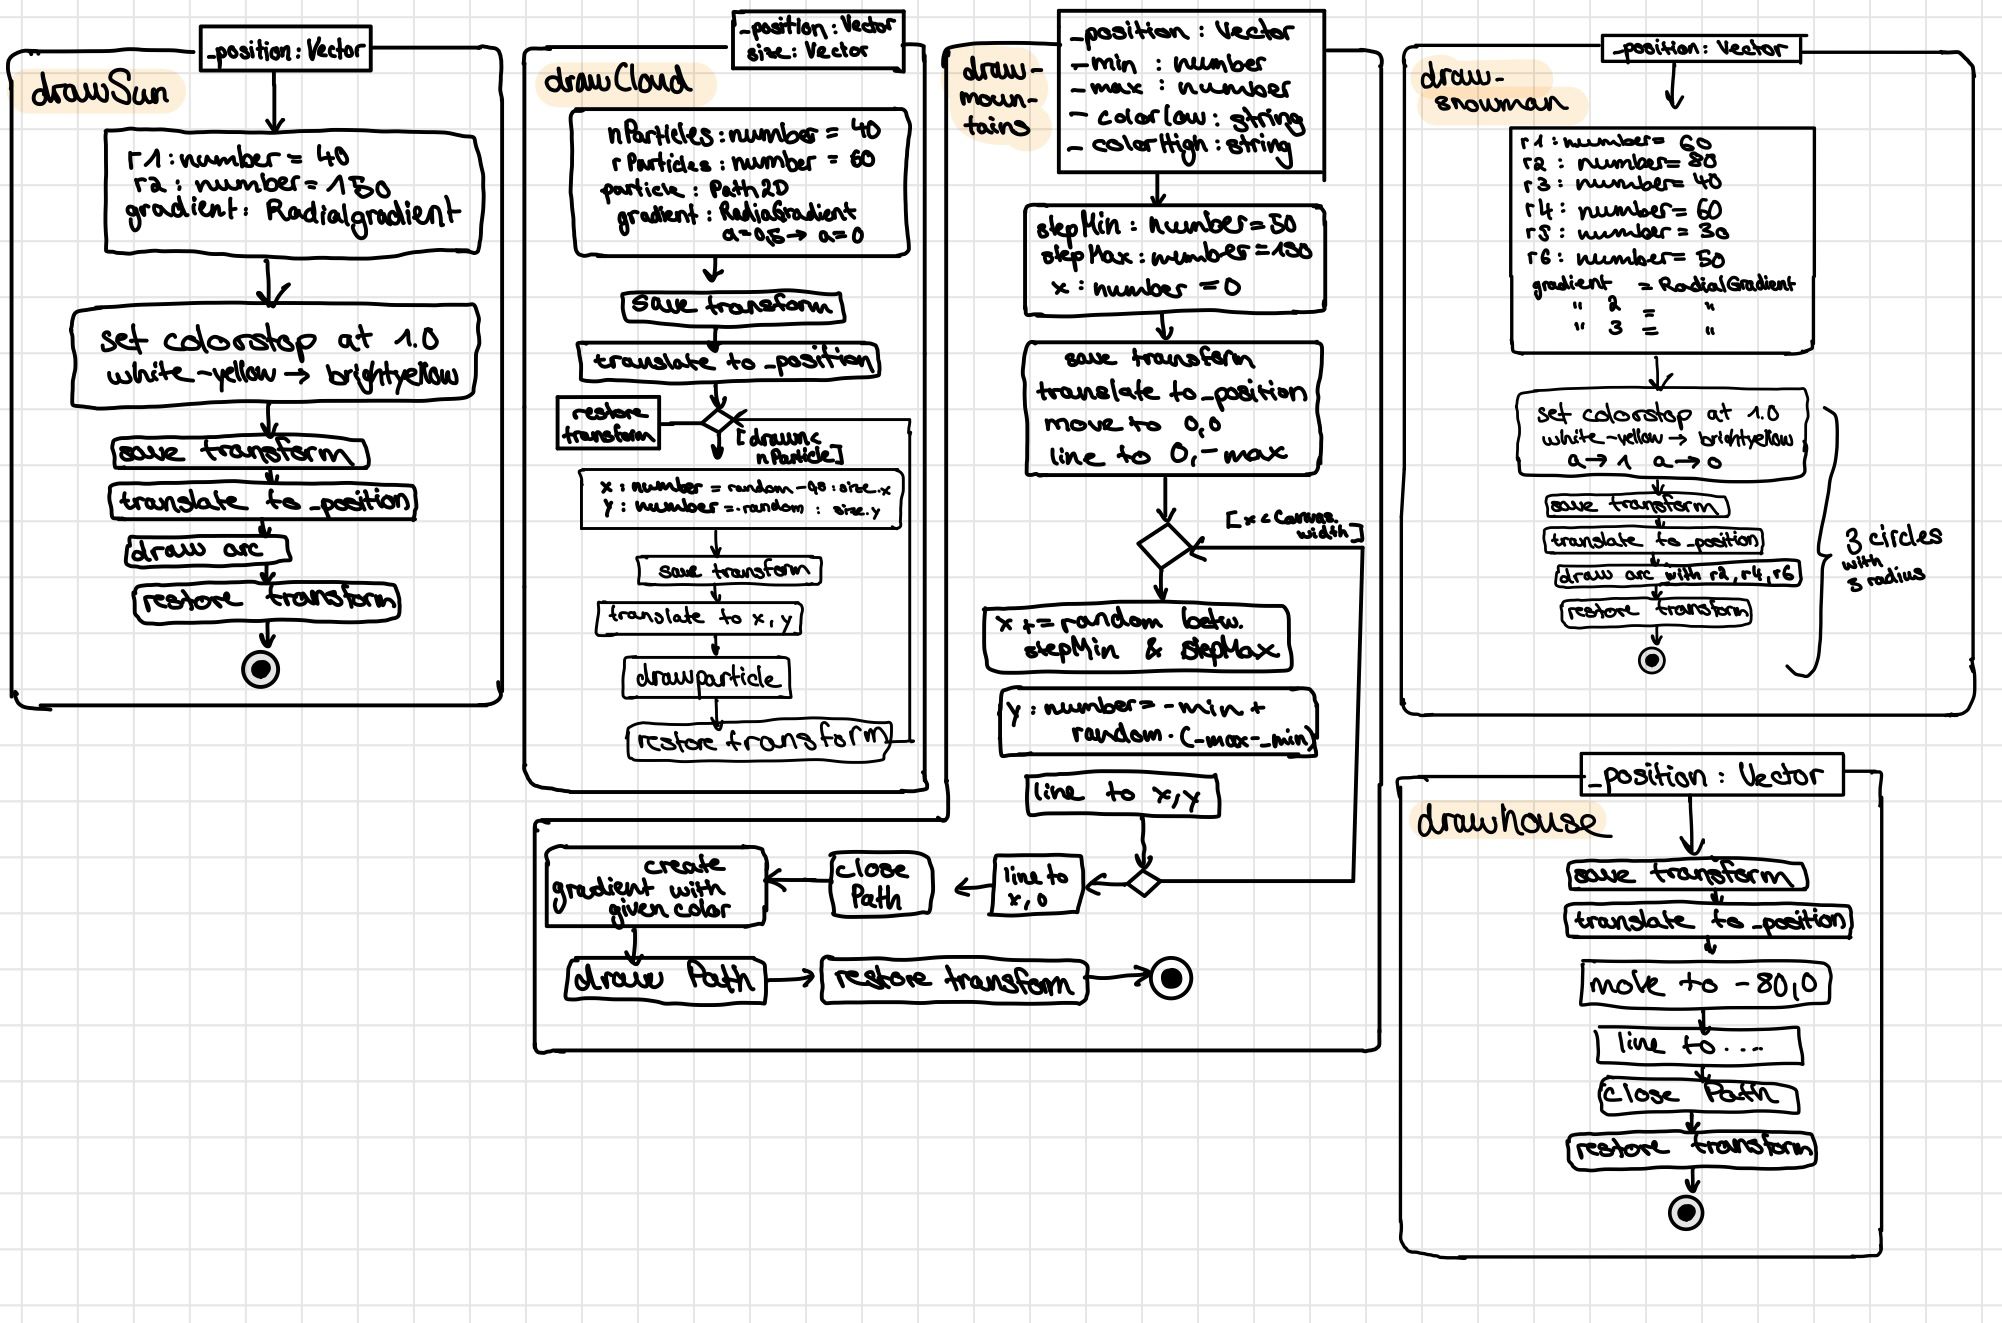 _position : Vector
drawSun
r1 : number = 40
r2 : number = 150
gradient : Radialgradient
set colorstop at 1.0
white-yellow → brightyellow
save transform
translate to _position
draw arc
restore transform
_position : Vector
size : Vector
drawCloud
nParticles : number = 40
rParticles : number = 60
particle : Path2D
gradient : RadiaGradient
a=0,5 → a=0
save transform
translate to _position
restore
transform
[drawn <
nParticle]
x : number = random - 0,5 · size.x
y : number = - random · size.y
save transform
translate to x, y
drawparticle
restore transform
_position : Vector
_min : number
_max : number
_ colorlow : string
_ colorHigh : string
draw-
moun-
tains
stepMin : number = 50
stepMax : number = 150
x : number = 0
save transform
translate to _position
move to 0,0
line to 0, -max
[x < Canvas.
width]
x += random betw.
stepMin & stepMax
y : number = -min +
random · (-max - _min)
line to x, y
line to
x, 0
close
Path
create
gradient with
given color
draw Path
restore transform
_position : Vector
draw-
snowman
r1 : number = 60
r2 : number = 80
r3 : number = 40
r4 : number = 60
r5 : number = 30
r6 : number = 50
gradient = RadialGradient
" 2 = "
" 3 = "
set colorstop at 1.0
white-yellow → brightyellow
a → 1 a → 0
save transform
translate to _position
draw arc with r2, r4, r6
restore transform
3 circles
with
radius
_position : Vector
drawhouse
save transform
translate to _position
move to -80,0
line to ....
close Path
restore transform